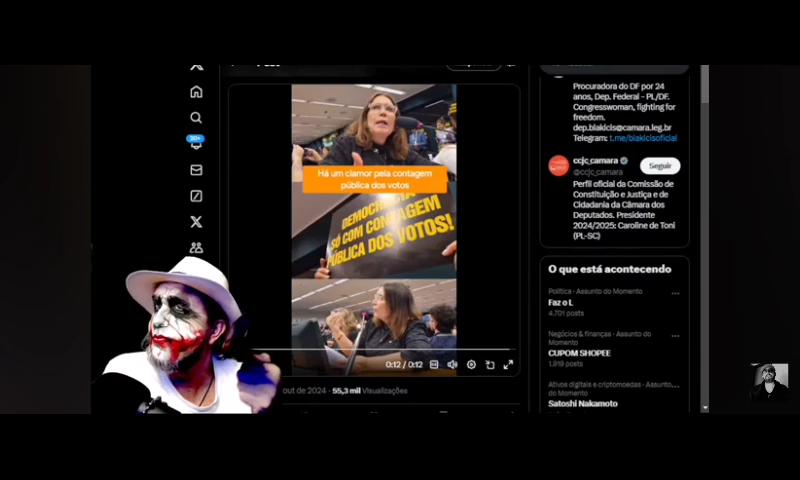 Há um clamor pela contagem
pública dos votos
DEMOCRACIA
SÓ COM CONTAGEM
PÚBLICA DOS VOTOS!
0:12 / 0:12
out de 2024 · 55,3 mil Visualizações
Procuradora do DF por 24
anos, Dep. Federal - PL/DF.
Congresswoman, fighting for
freedom.
dep.biakicis@camara.leg.br
Telegram: t.me/biakicisoficial
ccjc_camara
@ccjc_camara
Seguir
Perfil oficial da Comissão de
Constituição e Justiça e de
Cidadania da Câmara dos
Deputados. Presidente
2024/2025: Caroline de Toni
(PL-SC)
O que está acontecendo
Política · Assunto do Momento
Faz o L
4.701 posts
Negócios & finanças · Assunto do
Momento
CUPOM SHOPEE
1.919 posts
Ativos digitais e criptomoedas · Assunto
do Momento
Satoshi Nakamoto